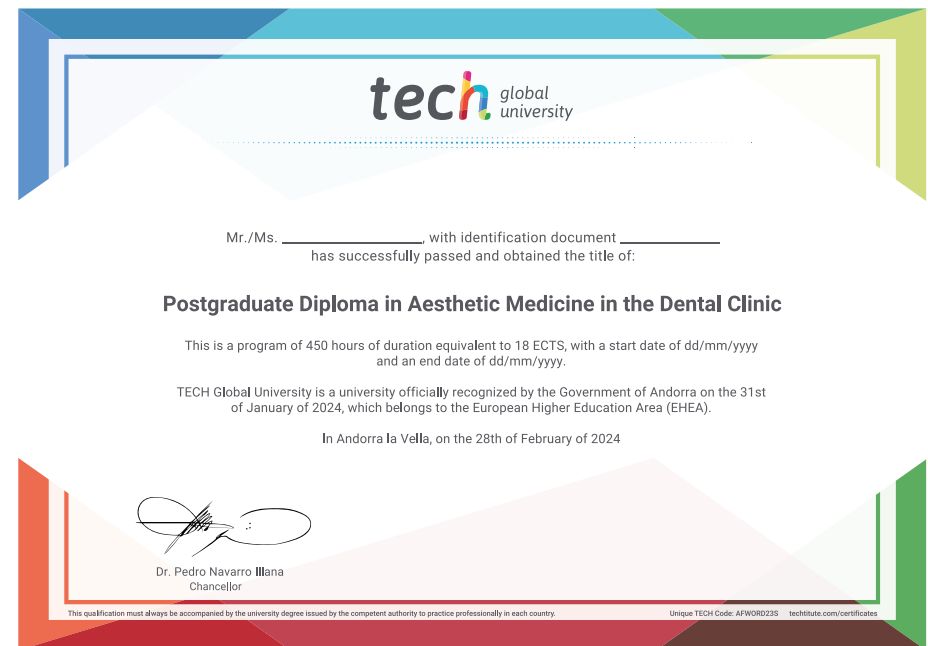 tech global university
Mr./Ms. ____________________, with identification document ______________
has successfully passed and obtained the title of:
Postgraduate Diploma in Aesthetic Medicine in the Dental Clinic
This is a program of 450 hours of duration equivalent to 18 ECTS, with a start date of dd/mm/yyyy
and an end date of dd/mm/yyyy.
TECH Global University is a university officially recognized by the Government of Andorra on the 31st
of January of 2024, which belongs to the European Higher Education Area (EHEA).
In Andorra la Vella, on the 28th of February of 2024
Dr. Pedro Navarro Illana
Chancellor
This qualification must always be accompanied by the university degree issued by the competent authority to practice professionally in each country.
Unique TECH Code: AFWORD23S techtitute.com/certificates